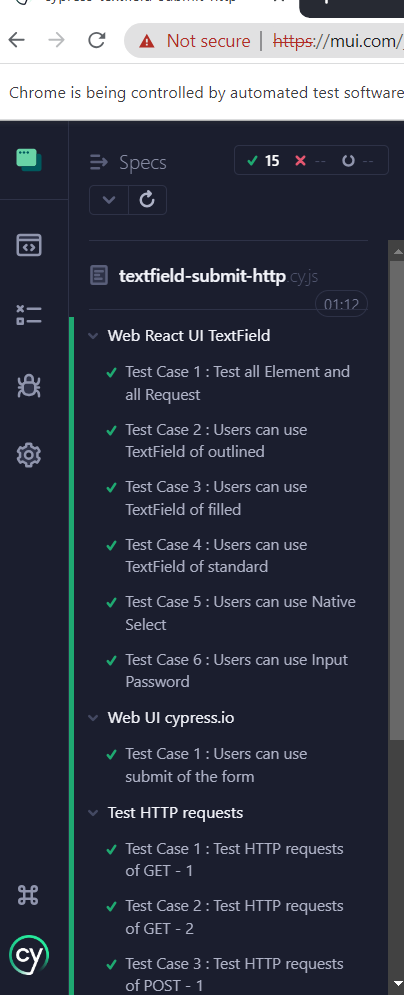 Not secure | https://mui.com/
Chrome is being controlled by automated test software
Specs
15 -- --
textfield-submit-http.cy.js
01:12
Web React UI TextField
Test Case 1 : Test all Element and
all Request
Test Case 2 : Users can use
TextField of outlined
Test Case 3 : Users can use
TextField of filled
Test Case 4 : Users can use
TextField of standard
Test Case 5 : Users can use Native
Select
Test Case 6 : Users can use Input
Password
Web UI cypress.io
Test Case 1 : Users can use
submit of the form
Test HTTP requests
Test Case 1 : Test HTTP requests
of GET - 1
Test Case 2 : Test HTTP requests
of GET - 2
Test Case 3 : Test HTTP requests
of POST - 1
cy